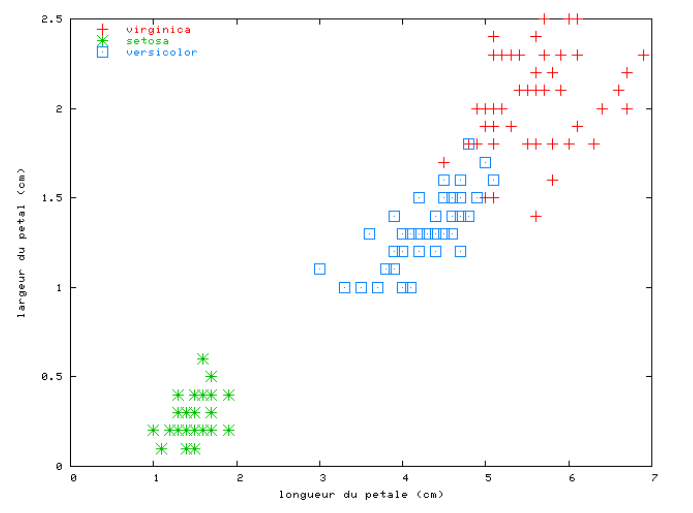 2.5
virginica
setosa
versicolor
2
1.5
largeur du petal (cm)
1
0.5
0
0 1 2 3 4 5 6 7
longueur du petale (cm)